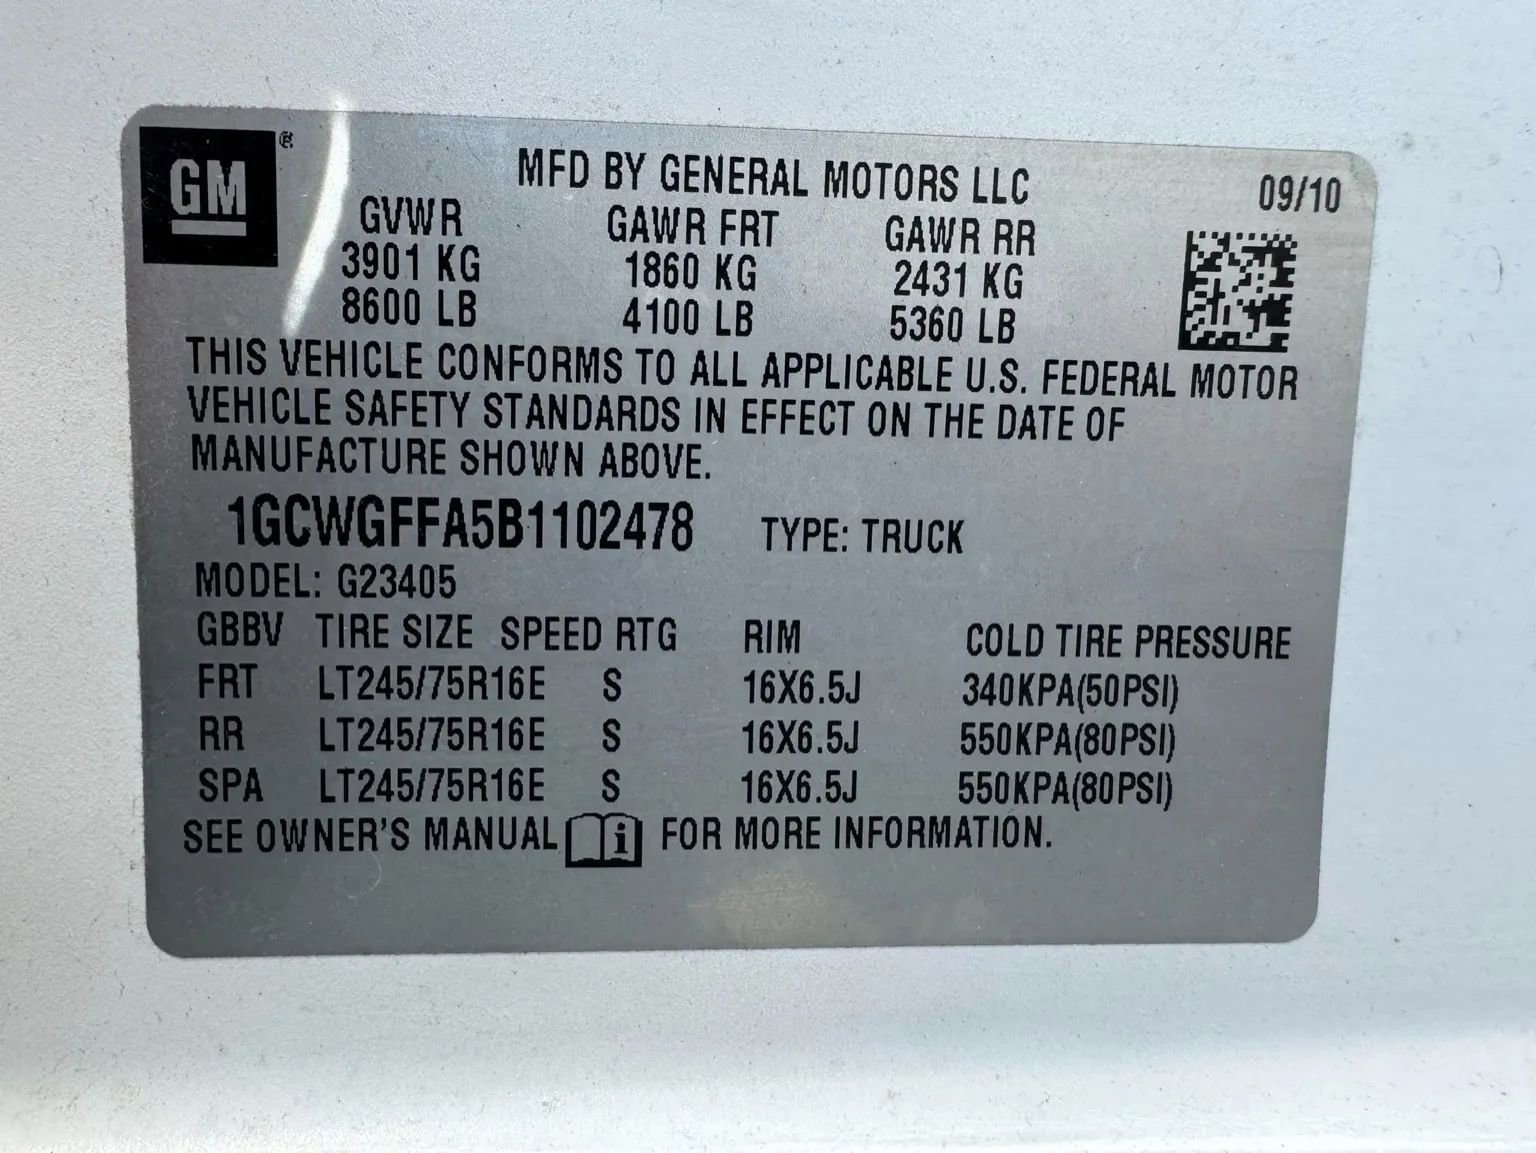 GM ®
MFD BY GENERAL MOTORS LLC 09/10
GVWR GAWR FRT GAWR RR
3901 KG 1860 KG 2431 KG
8600 LB 4100 LB 5360 LB
THIS VEHICLE CONFORMS TO ALL APPLICABLE U.S. FEDERAL MOTOR
VEHICLE SAFETY STANDARDS IN EFFECT ON THE DATE OF
MANUFACTURE SHOWN ABOVE.
1GCWGFFA5B1102478 TYPE: TRUCK
MODEL: G23405
GBBV TIRE SIZE SPEED RTG RIM COLD TIRE PRESSURE
FRT LT245/75R16E S 16X6.5J 340KPA(50PSI)
RR LT245/75R16E S 16X6.5J 550KPA(80PSI)
SPA LT245/75R16E S 16X6.5J 550KPA(80PSI)
SEE OWNER'S MANUAL i FOR MORE INFORMATION.